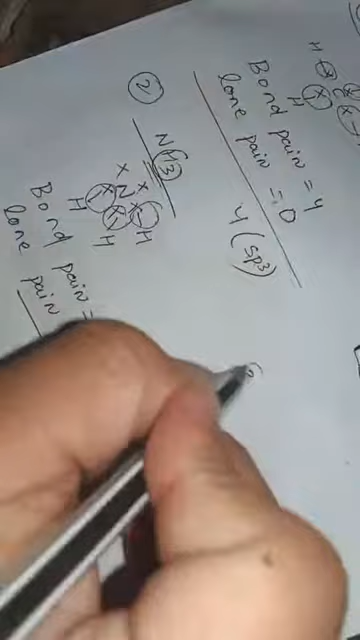 H
H
Bond pair = 4
lone pair = 0
4 (sp³)
②
NH3
x x
N
H
H
H
Bond pair =
lone pair